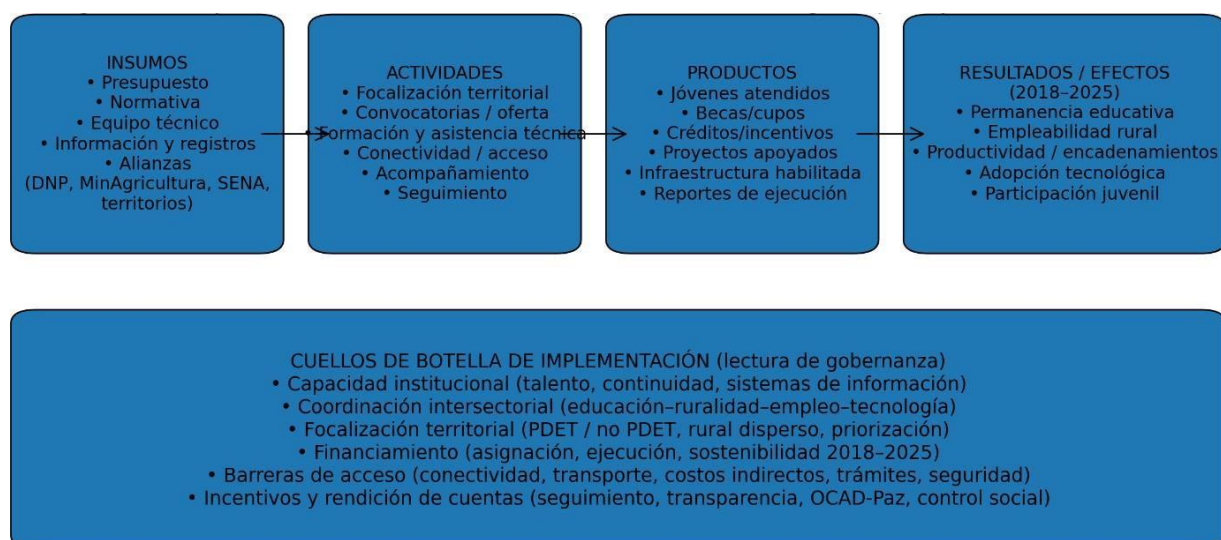 INSUMOS
• Presupuesto
• Normativa
• Equipo técnico
• Información y registros
• Alianzas
(DNP, MinAgricultura, SENA,
territorios)
ACTIVIDADES
• Focalización territorial
• Convocatorias / oferta
• Formación y asistencia técnica
• Conectividad / acceso
• Acompañamiento
• Seguimiento
PRODUCTOS
• Jóvenes atendidos
• Becas/cupos
• Créditos/incentivos
• Proyectos apoyados
• Infraestructura habilitada
• Reportes de ejecución
RESULTADOS / EFECTOS
(2018–2025)
• Permanencia educativa
• Empleabilidad rural
• Productividad / encadenamientos
• Adopción tecnológica
• Participación juvenil
CUELLOS DE BOTELLA DE IMPLEMENTACIÓN (lectura de gobernanza)
• Capacidad institucional (talento, continuidad, sistemas de información)
• Coordinación intersectorial (educación–ruralidad–empleo–tecnología)
• Focalización territorial (PDET / no PDET, rural disperso, priorización)
• Financiamiento (asignación, ejecución, sostenibilidad 2018–2025)
• Barreras de acceso (conectividad, transporte, costos indirectos, trámites, seguridad)
• Incentivos y rendición de cuentas (seguimiento, transparencia, OCAD-Paz, control social)